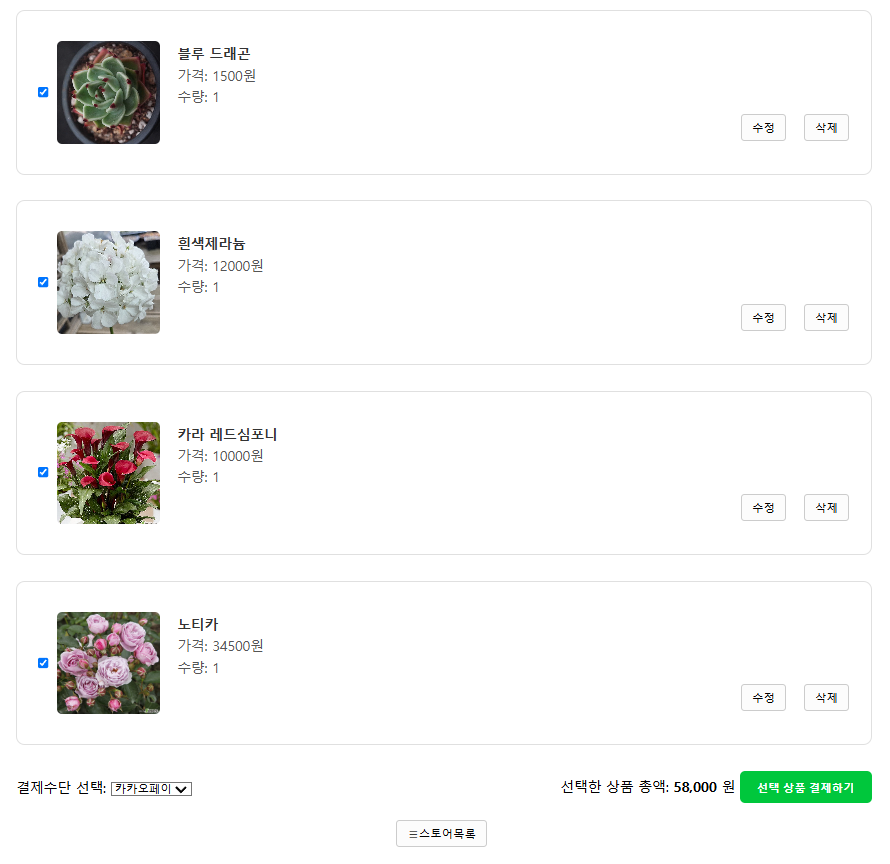 블루 드래곤
가격: 1500원
수량: 1
수정 삭제
흰색제라늄
가격: 12000원
수량: 1
수정 삭제
카라 레드심포니
가격: 10000원
수량: 1
수정 삭제
노티카
가격: 34500원
수량: 1
수정 삭제
결제수단 선택: 카카오페이 선택한 상품 총액: 58,000 원 선택 상품 결제하기
☰스토어목록